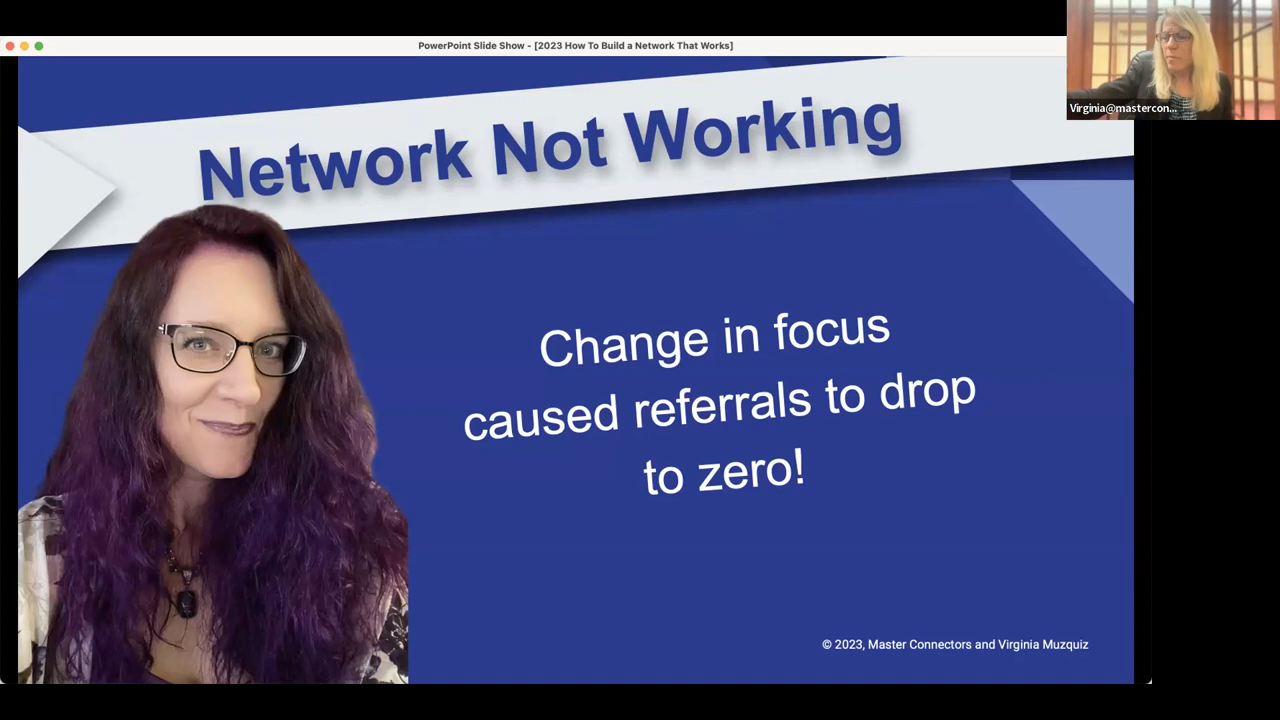 PowerPoint Slide Show - [2023 How To Build a Network That Works]
Virginia@mastercon...
Network Not Working
Change in focus
caused referrals to drop
to zero!
© 2023, Master Connectors and Virginia Muzquiz